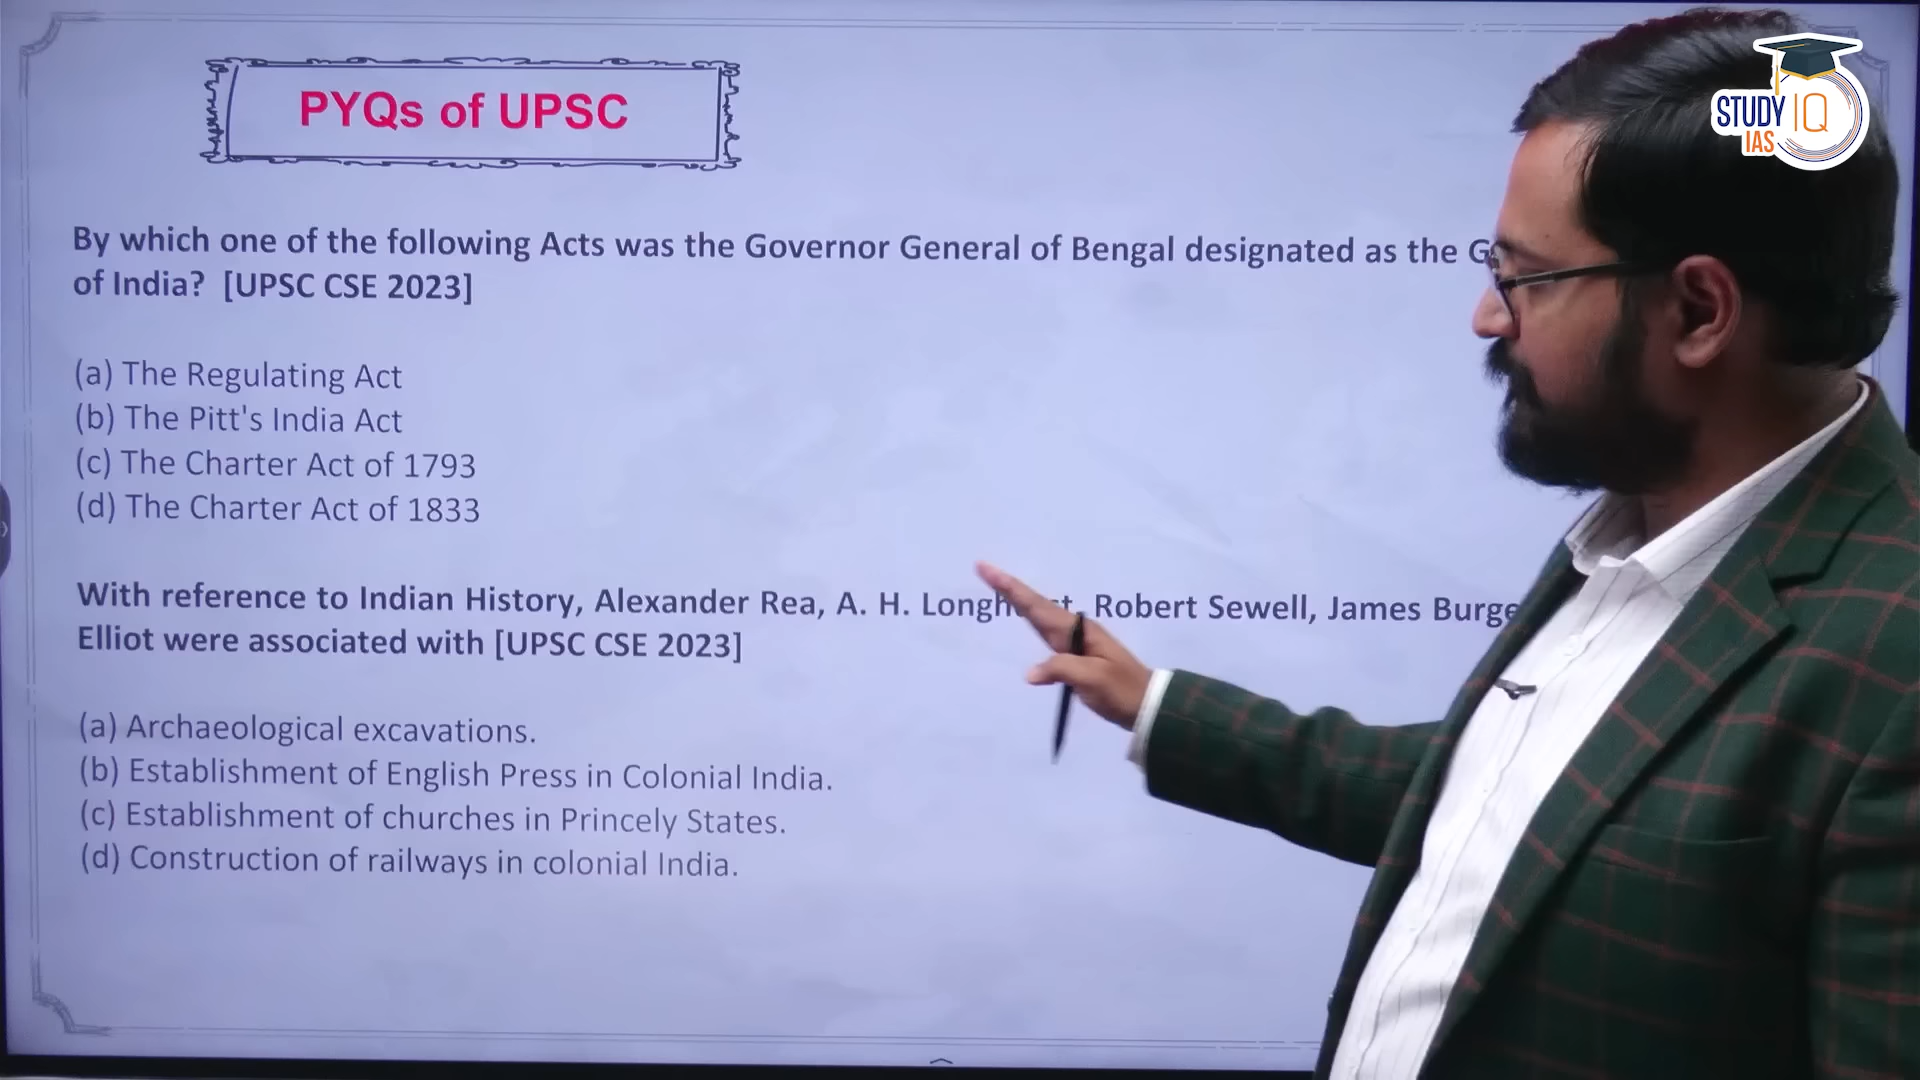 PYQs of UPSC
STUDY IQ
IAS
By which one of the following Acts was the Governor General of Bengal designated as the
of India? [UPSC CSE 2023]
(a) The Regulating Act
(b) The Pitt's India Act
(c) The Charter Act of 1793
(d) The Charter Act of 1833
With reference to Indian History, Alexander Rea, A. H. Robert Sewell, James
Elliot were associated with [UPSC CSE 2023]
(a) Archaeological excavations.
(b) Establishment of English Press in Colonial India.
(c) Establishment of churches in Princely States.
(d) Construction of railways in colonial India.